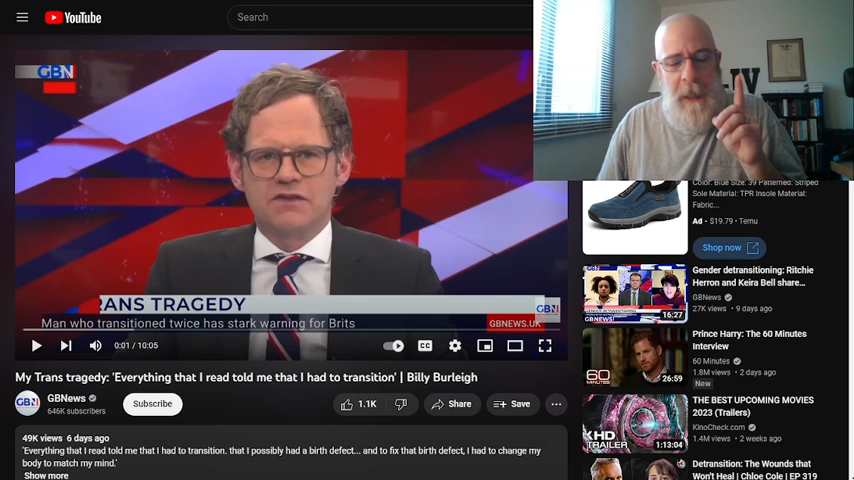 YouTube
Search
GBN
RANS TRAGEDY
GBN
Man who transitioned twice has stark warning for Brits
GBNEWS.UK
0:01 / 10:05
CC
My Trans tragedy: 'Everything that I read told me that I had to transition' | Billy Burleigh
GBN
GBNews
646K subscribers
Subscribe
1.1K
Share
Save
49K views 6 days ago
'Everything that I read told me that I had to transition. that I possibly had a birth defect... and to fix that birth defect, I had to change my
body to match my mind.'
Show more
Color: Blue Size: 39 Patterned: Striped
Sole Material: TPR Insole Material:
Fabric...
Ad • $19.79 • Temu
Shop now
GBNEWS!
16:27
Gender detransitioning: Ritchie
Herron and Keira Bell share...
GBNews
27K views • 9 days ago
60
MINUTES
26:59
Prince Harry: The 60 Minutes
Interview
60 Minutes
1.8M views • 2 days ago
New
KHD
TRAILER
1:13:04
THE BEST UPCOMING MOVIES
2023 (Trailers)
KinoCheck.com
1.4M views • 2 weeks ago
Detransition: The Wounds that
Won't Heal | Chloe Cole | EP 319